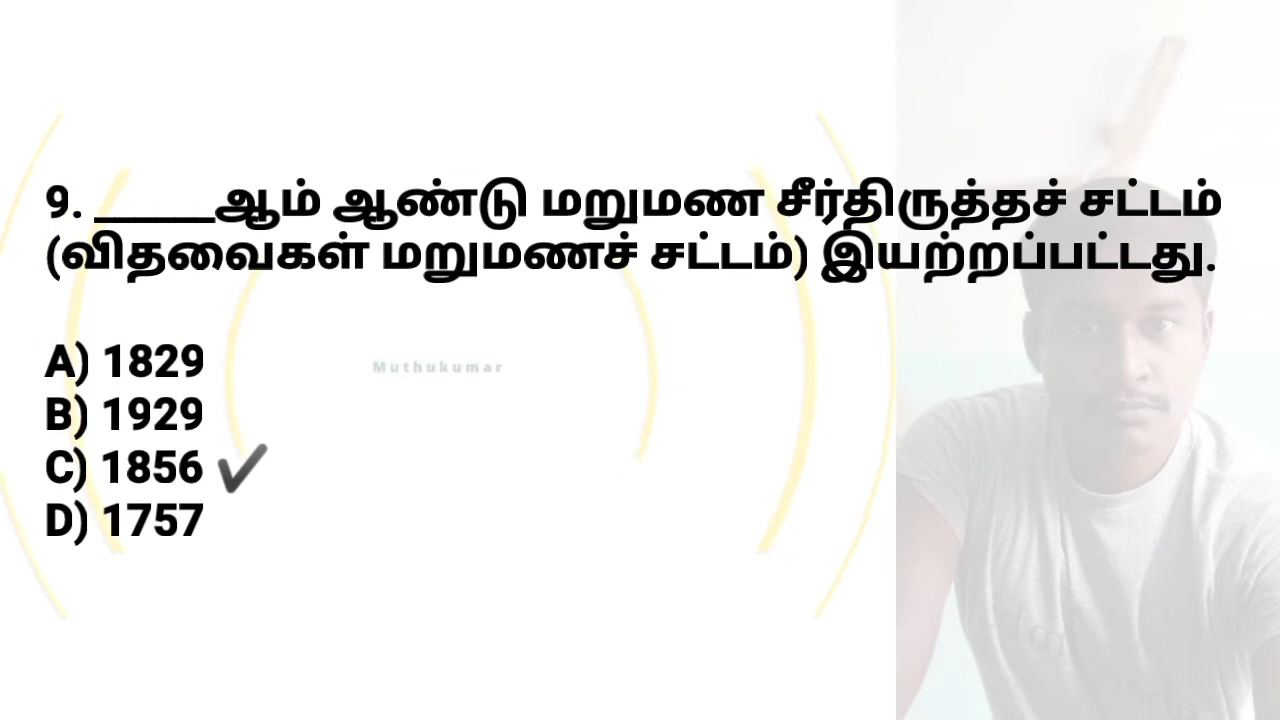 9. ______ஆம் ஆண்டு மறுமண சீர்திருத்தச் சட்டம்
(விதவைகள் மறுமணச் சட்டம்) இயற்றப்பட்டது.
A) 1829
B) 1929
C) 1856 ✔
D) 1757
Muthukumar